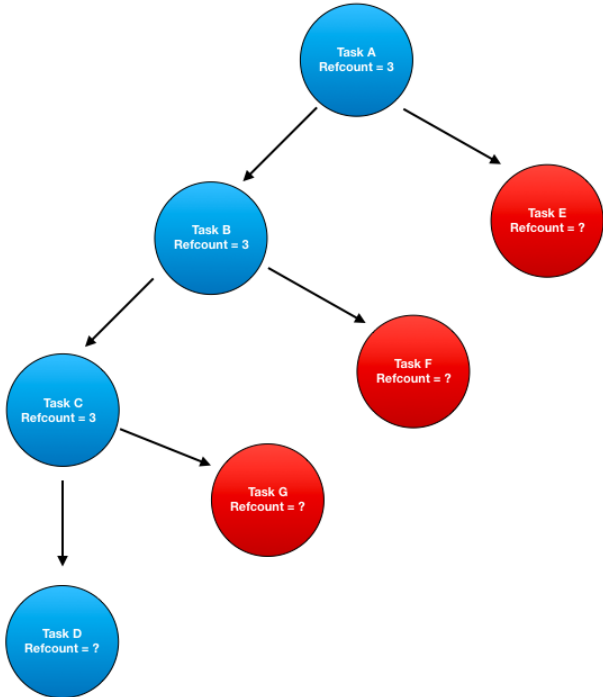 Task A
Refcount = 3
Task E
Refcount = ?
Task B
Refcount = 3
Task F
Refcount = ?
Task C
Refcount = 3
Task G
Refcount = ?
Task D
Refcount = ?